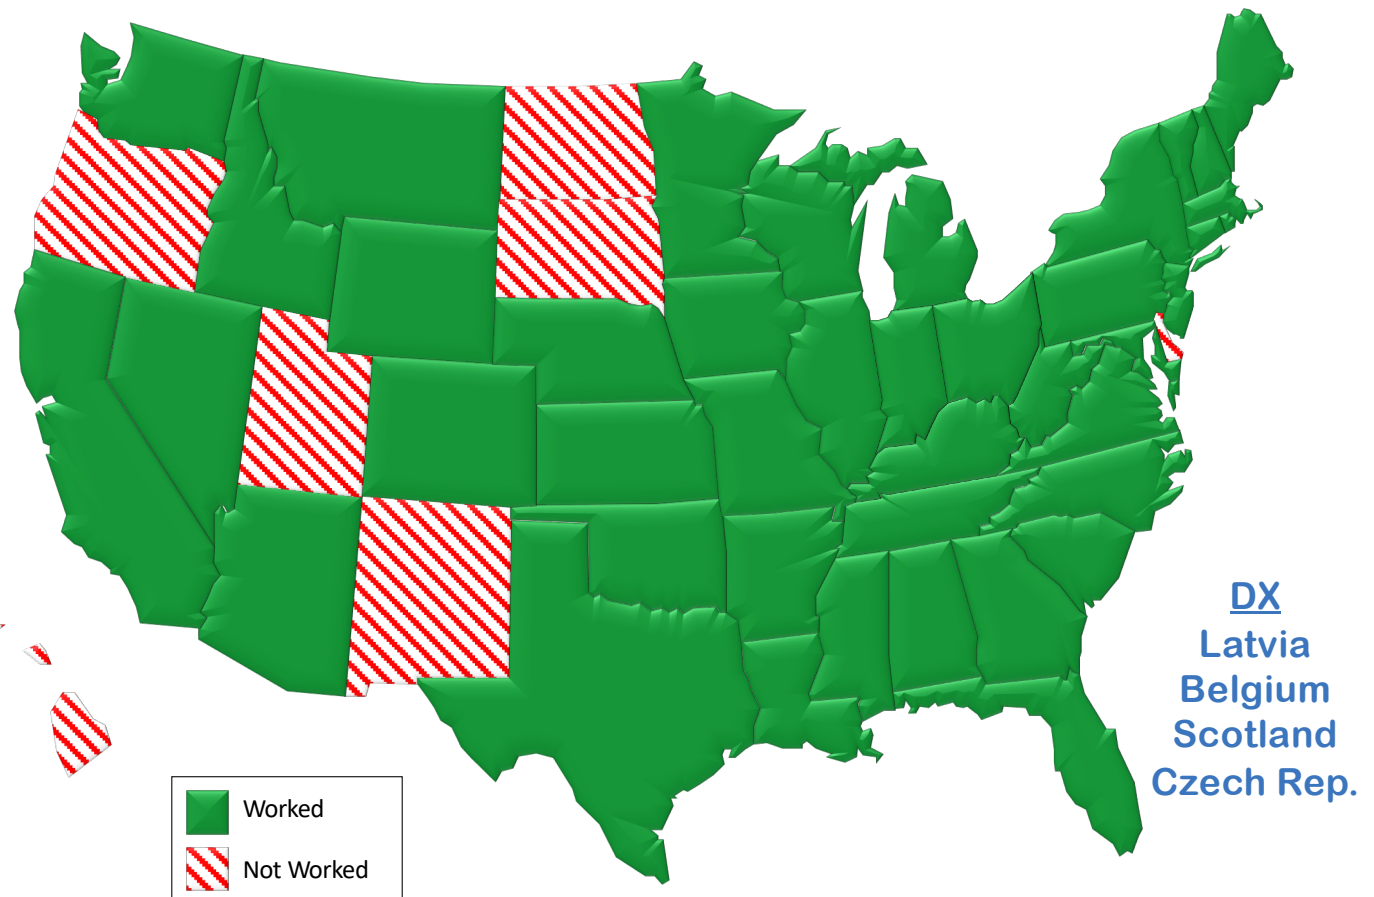 DX
Latvia
Belgium
Scotland
Czech Rep.
Worked
Not Worked